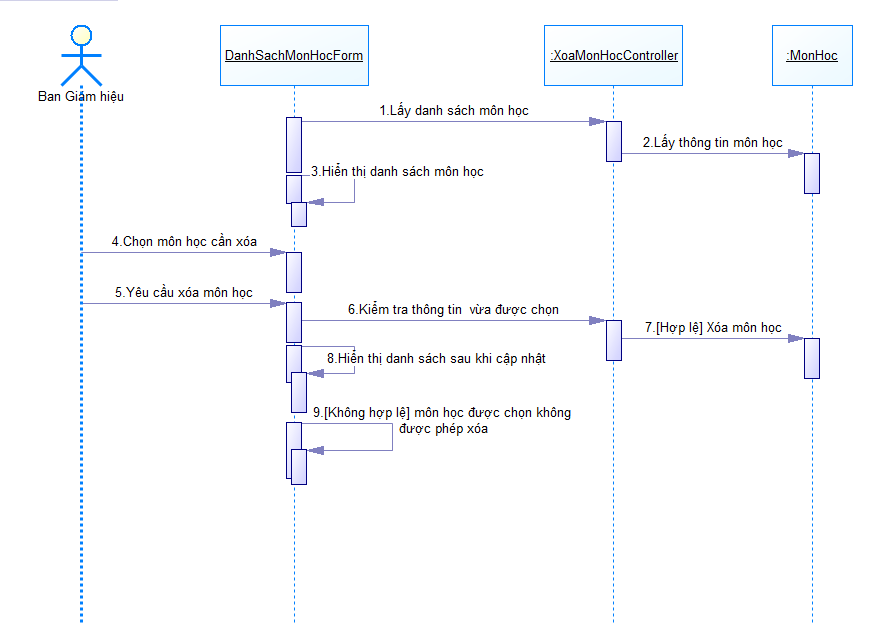 DanhSachMonHocForm
:XoaMonHocController
:MonHoc
Ban Giám hiệu
1.Lấy danh sách môn học
2.Lấy thông tin môn học
3.Hiển thị danh sách môn học
4.Chọn môn học cần xóa
5.Yêu cầu xóa môn học
6.Kiểm tra thông tin  vừa được chọn
7.[Hợp lệ] Xóa môn học
8.Hiển thị danh sách sau khi cập nhật
9.[Không hợp lệ] môn học được chọn không
được phép xóa